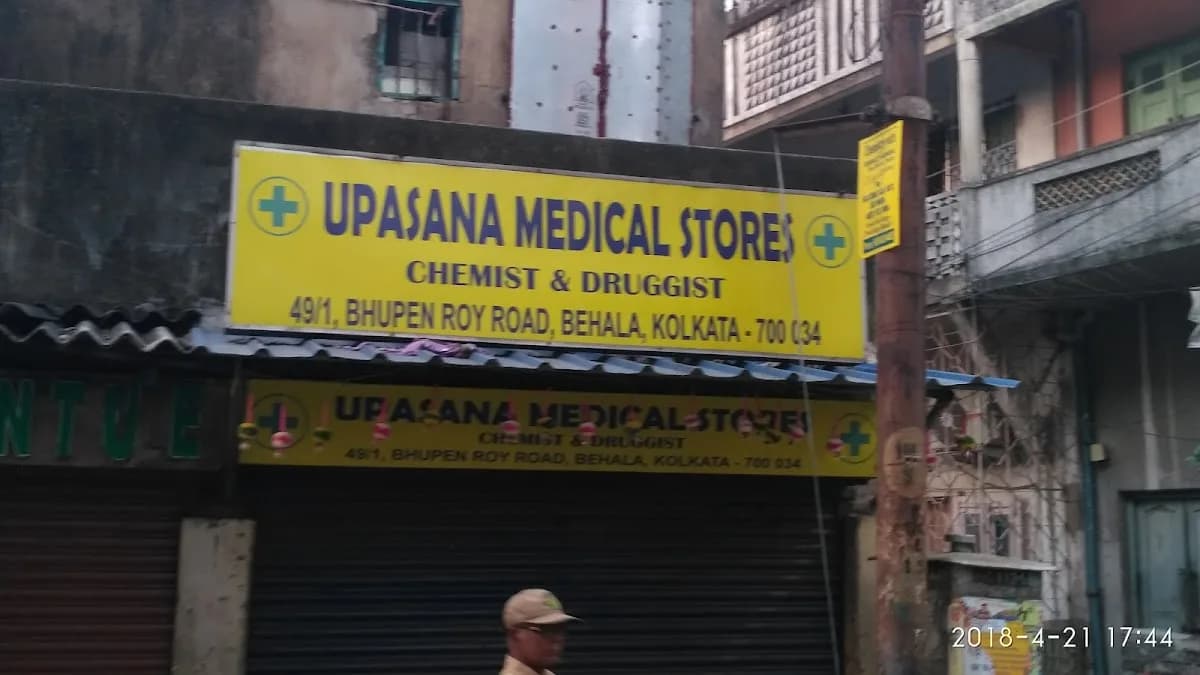 UPASANA MEDICAL STORES
CHEMIST & DRUGGIST
49/1, BHUPEN ROY ROAD, BEHALA, KOLKATA - 700 034
UPASANA MEDICAL STORES
CHEMIST & DRUGGIST
49/1, BHUPEN ROY ROAD, BEHALA, KOLKATA - 700 034
2018-4-21 17:44